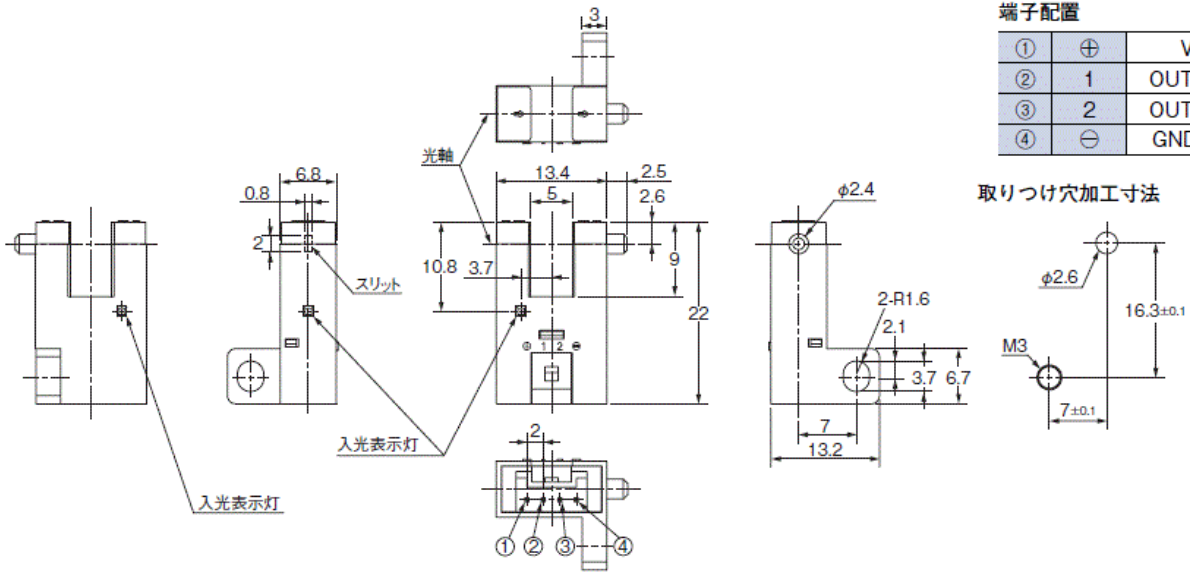 3
端子配置
① ⊕ V
② 1 OUT
③ 2 OUT
④ ⊖ GND
光軸
6.8
0.8
2
スリット
13.4
2.5
5
2.6
10.8
3.7
9
22
⊕ 1 2 ⊖
φ2.4
2-R1.6
2.1
3.7
6.7
7
13.2
取りつけ穴加工寸法
φ2.6
16.3±0.1
M3
7±0.1
入光表示灯
入光表示灯
2
① ② ③ ④